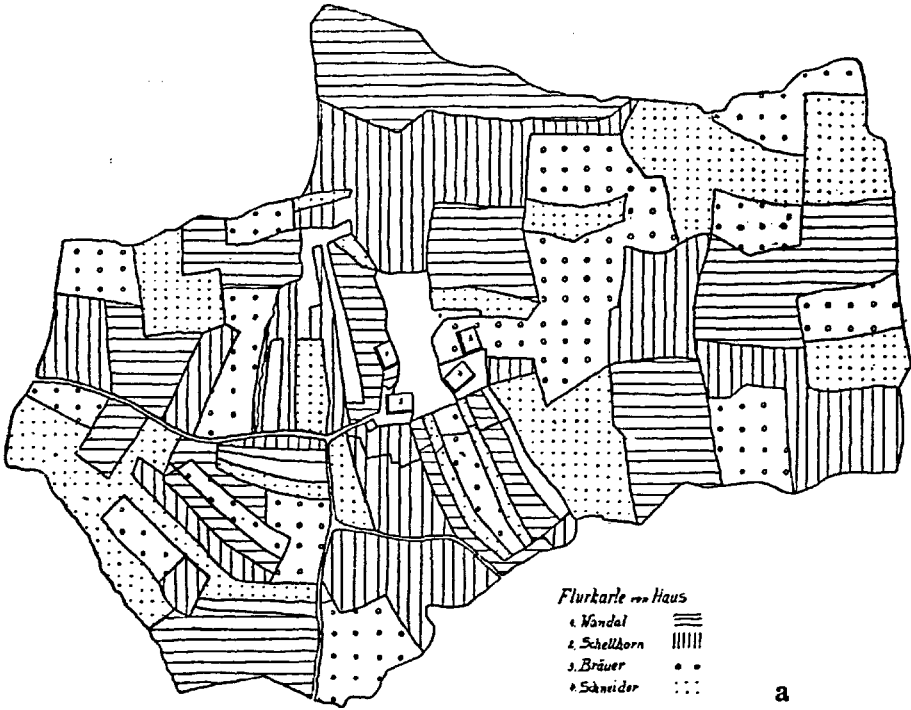 Flurkarte von Haus
1. Wandal
2. Schellhorn
3. Bräuer
4. Schneider
a